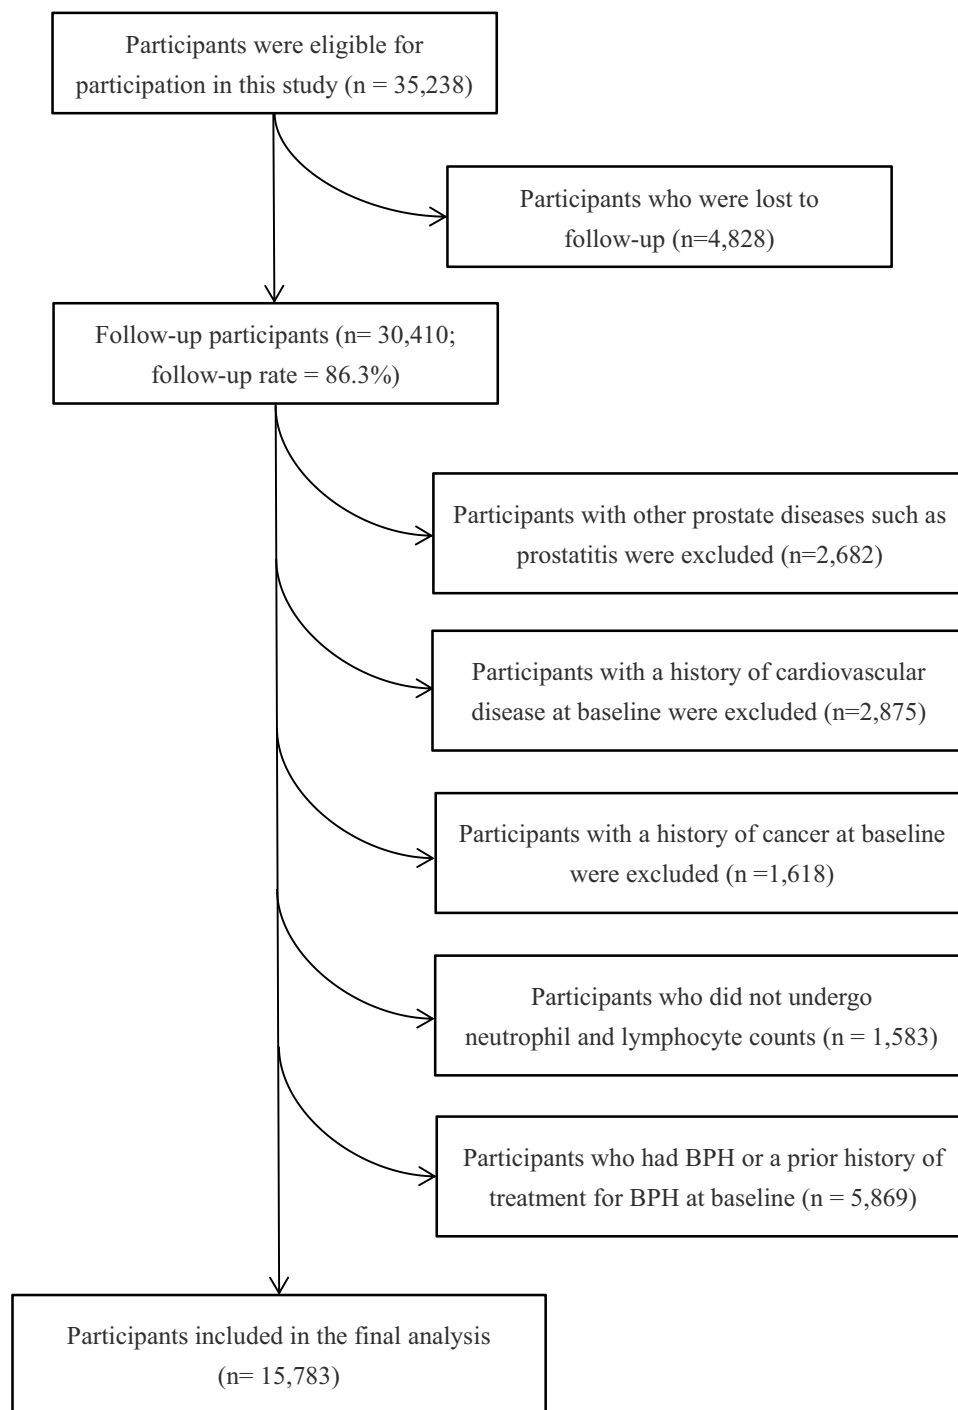 Participants were eligible for
participation in this study (n = 35,238)
Participants who were lost to
follow-up (n=4,828)
Follow-up participants (n= 30,410;
follow-up rate = 86.3%)
Participants with other prostate diseases such as
prostatitis were excluded (n=2,682)
Participants with a history of cardiovascular
disease at baseline were excluded (n=2,875)
Participants with a history of cancer at baseline
were excluded (n =1,618)
Participants who did not undergo
neutrophil and lymphocyte counts (n = 1,583)
Participants who had BPH or a prior history of
treatment for BPH at baseline (n = 5,869)
Participants included in the final analysis
(n= 15,783)